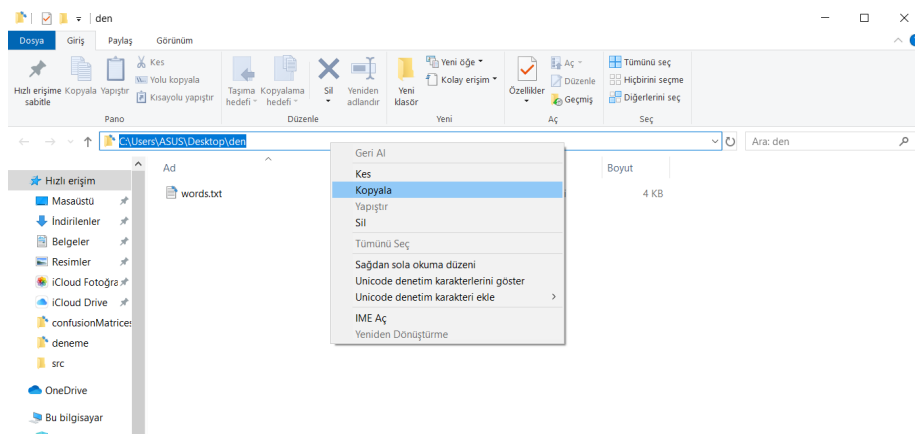 den
Dosya Giriş Paylaş Görünüm
Hızlı erişime sabitle
Kopyala
Yapıştır
Kes
Yolu kopyala
Kısayolu yapıştır
Pano
Taşıma hedefi
Kopyalama hedefi
Sil
Yeniden adlandır
Düzenle
Yeni klasör
Yeni öğe
Kolay erişim
Yeni
Özellikler
Aç
Düzenle
Geçmiş
Aç
Tümünü seç
Hiçbirini seçme
Diğerlerini seç
Seç
C:\Users\ASUS\Desktop\den
Ara: den
Ad
Boyut
words.txt
4 KB
Hızlı erişim
Masaüstü
İndirilenler
Belgeler
Resimler
iCloud Fotoğra
iCloud Drive
confusionMatrices
deneme
src
OneDrive
Bu bilgisayar
Geri Al
Kes
Kopyala
Yapıştır
Sil
Tümünü Seç
Sağdan sola okuma düzeni
Unicode denetim karakterlerini göster
Unicode denetim karakteri ekle
IME Aç
Yeniden Dönüştürme